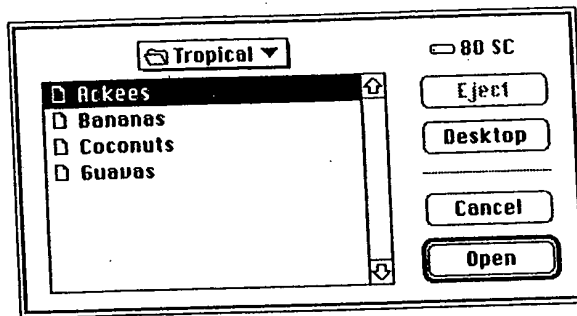 Tropical
80 SC
Ackees
Bananas
Coconuts
Guavas
Eject
Desktop
Cancel
Open